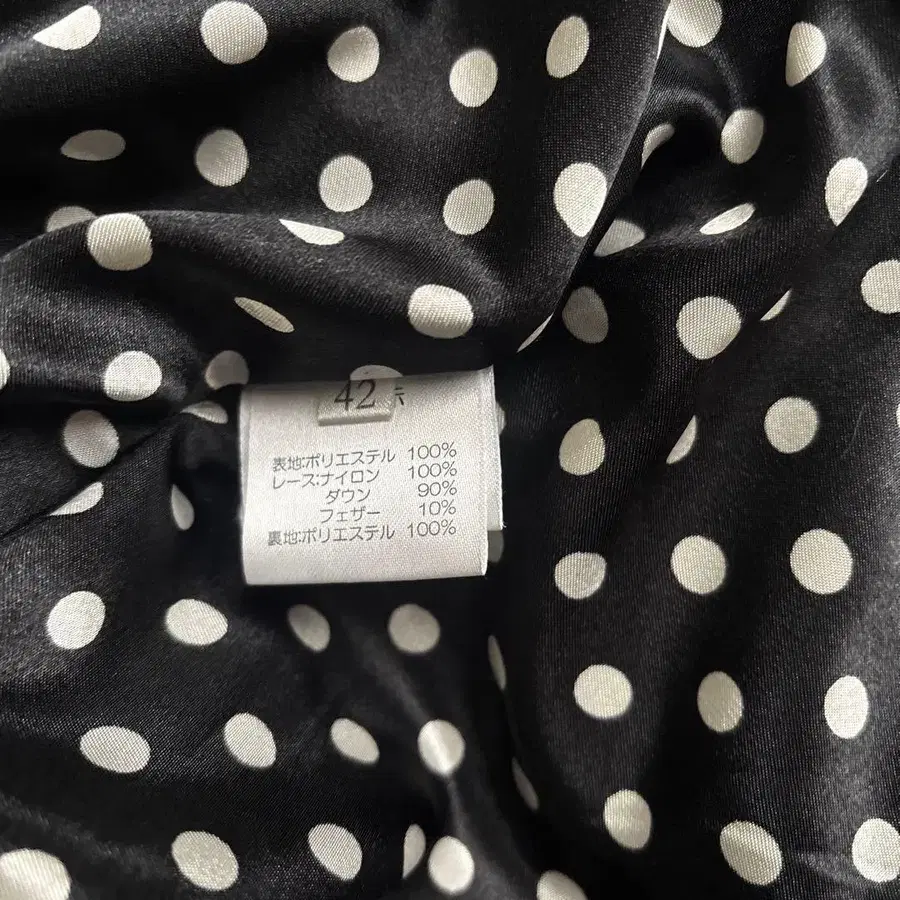 42
表地:ポリエステル 100%
レース:ナイロン 100%
ダウン 90%
フェザー 10%
裏地:ポリエステル 100%